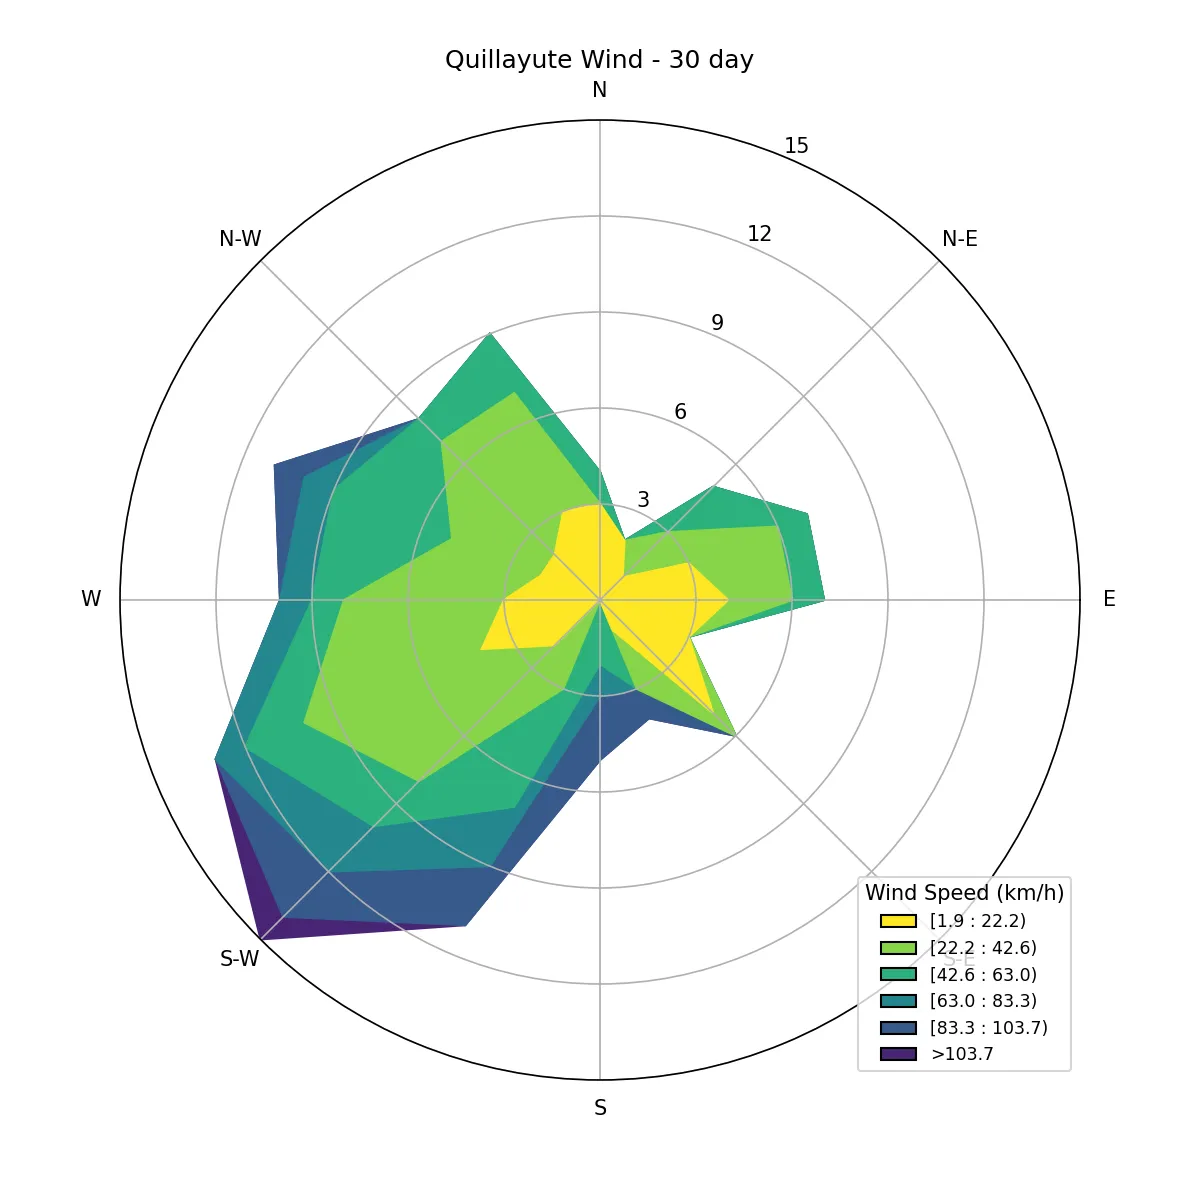 Quillayute Wind - 30 day
N
15
N-W
N-E
12
9
6
3
W
E
Wind Speed (km/h)
[1.9 : 22.2)
[22.2 : 42.6)
S-W
S-E
[42.6 : 63.0)
[63.0 : 83.3)
[83.3 : 103.7)
>103.7
S